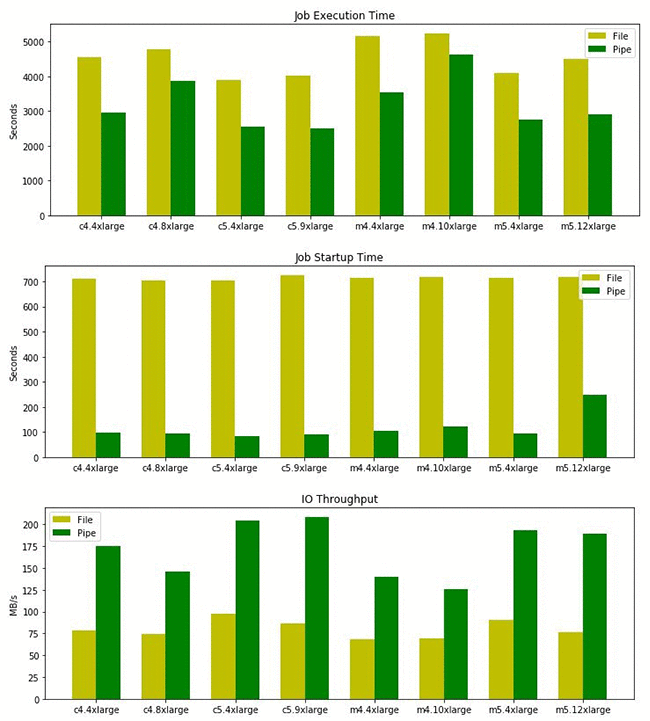 Job Execution Time
File
Pipe
5000
4000
3000
2000
1000
0
Seconds
c4.4xlarge c4.8xlarge c5.4xlarge c5.9xlarge m4.4xlarge m4.10xlarge m5.4xlarge m5.12xlarge
Job Startup Time
File
Pipe
700
600
500
400
300
200
100
0
Seconds
c4.4xlarge c4.8xlarge c5.4xlarge c5.9xlarge m4.4xlarge m4.10xlarge m5.4xlarge m5.12xlarge
IO Throughput
File
Pipe
200
175
150
125
100
75
50
25
0
MB/s
c4.4xlarge c4.8xlarge c5.4xlarge c5.9xlarge m4.4xlarge m4.10xlarge m5.4xlarge m5.12xlarge